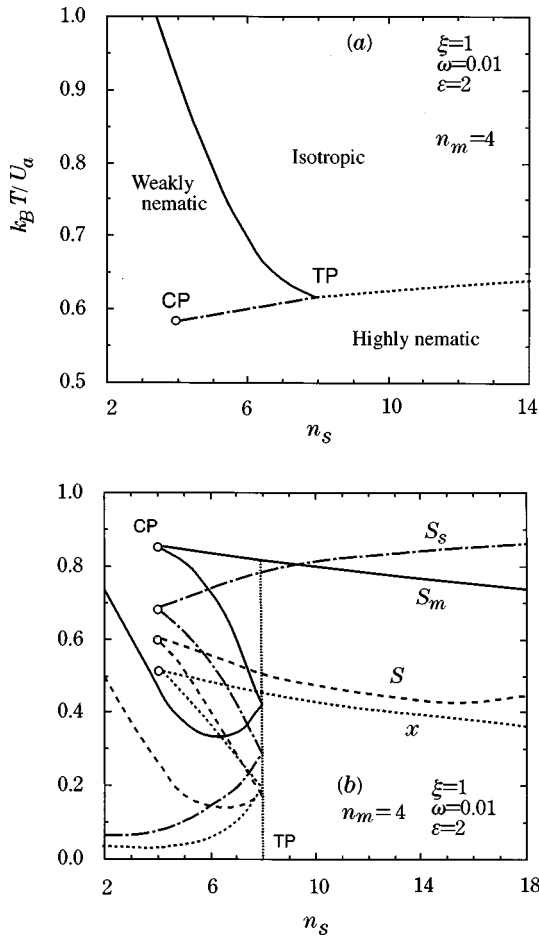 (a)
ξ=1
ω=0.01
ε=2
n_m=4
Isotropic
Weakly
nematic
TP
CP
Highly nematic
k_B T/U_a
1.0
0.9
0.8
0.7
0.6
0.5
2
6
10
14
n_s
CP
S_s
S_m
S
x
(b)
n_m=4
ξ=1
ω=0.01
ε=2
TP
1.0
0.8
0.6
0.4
0.2
0.0
2
6
10
14
18
n_s